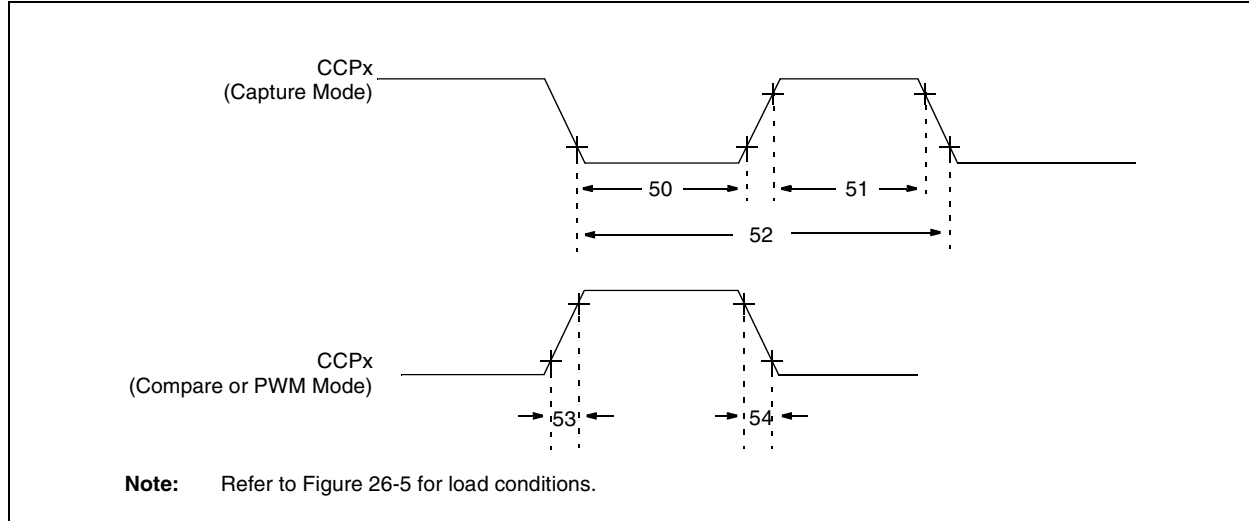 CCPx
(Capture Mode)
50
51
52
CCPx
(Compare or PWM Mode)
53
54
Note: Refer to Figure 26-5 for load conditions.